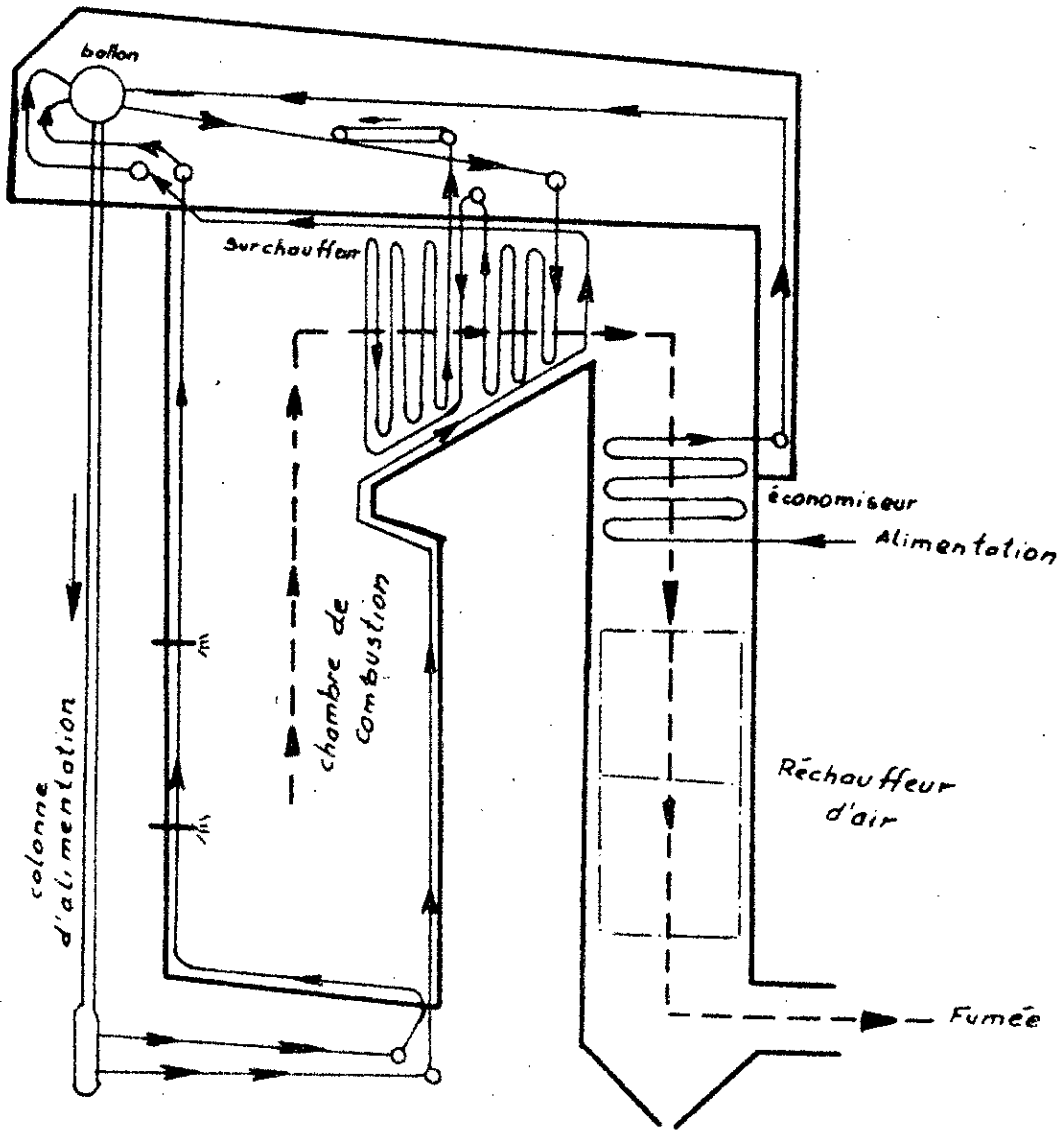 ballon
Surchauffeur
économiseur
Alimentation
chambre de
combustion
colonne
d'alimentation
Réchauffeur
d'air
Fumée